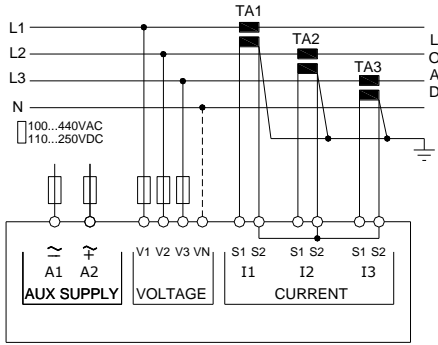 TA1
L1
L2
TA2
L3
TA3
N
LOAD
100...440VAC
110...250VDC
V1 V2 V3 VN
S1 S2 S1 S2 S1 S2
A1 A2
I1 I2 I3
AUX SUPPLY VOLTAGE CURRENT